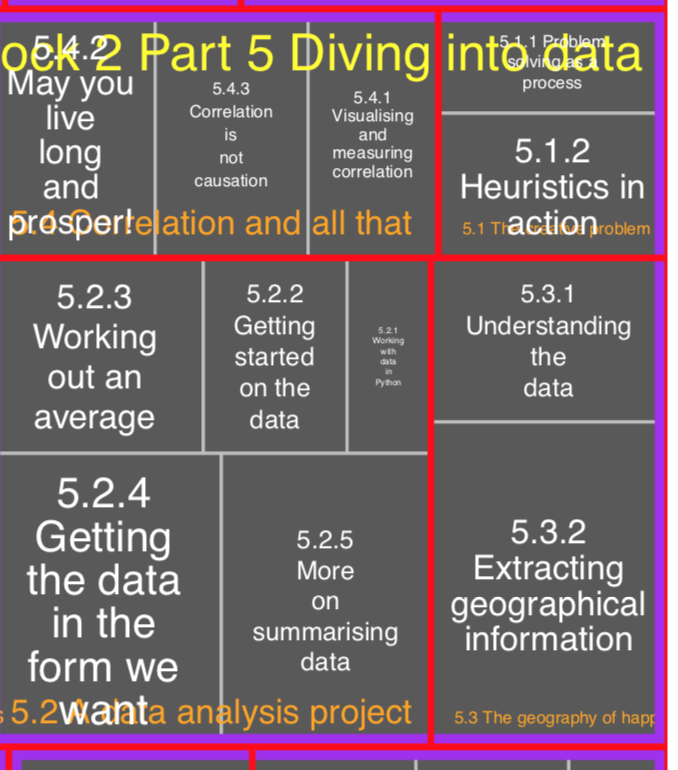 ock 2 Part 5 Diving into data
5.4.2
May you
live
long
and
prosper!
5.4.3
Correlation
is
not
causation
5.4.1
Visualising
and
measuring
correlation
5.4 Correlation and all that
5.1.1 Problem
solving as a
process
5.1.2
Heuristics in
action
5.1 The creative problem
5.2.3
Working
out an
average
5.2.2
Getting
started
on the
data
5.2.1
Working
with
data
in
Python
5.3.1
Understanding
the
data
5.2.4
Getting
the data
in the
form we
want
5.2.5
More
on
summarising
data
s 5.2 A data analysis project
5.3.2
Extracting
geographical
information
5.3 The geography of happ